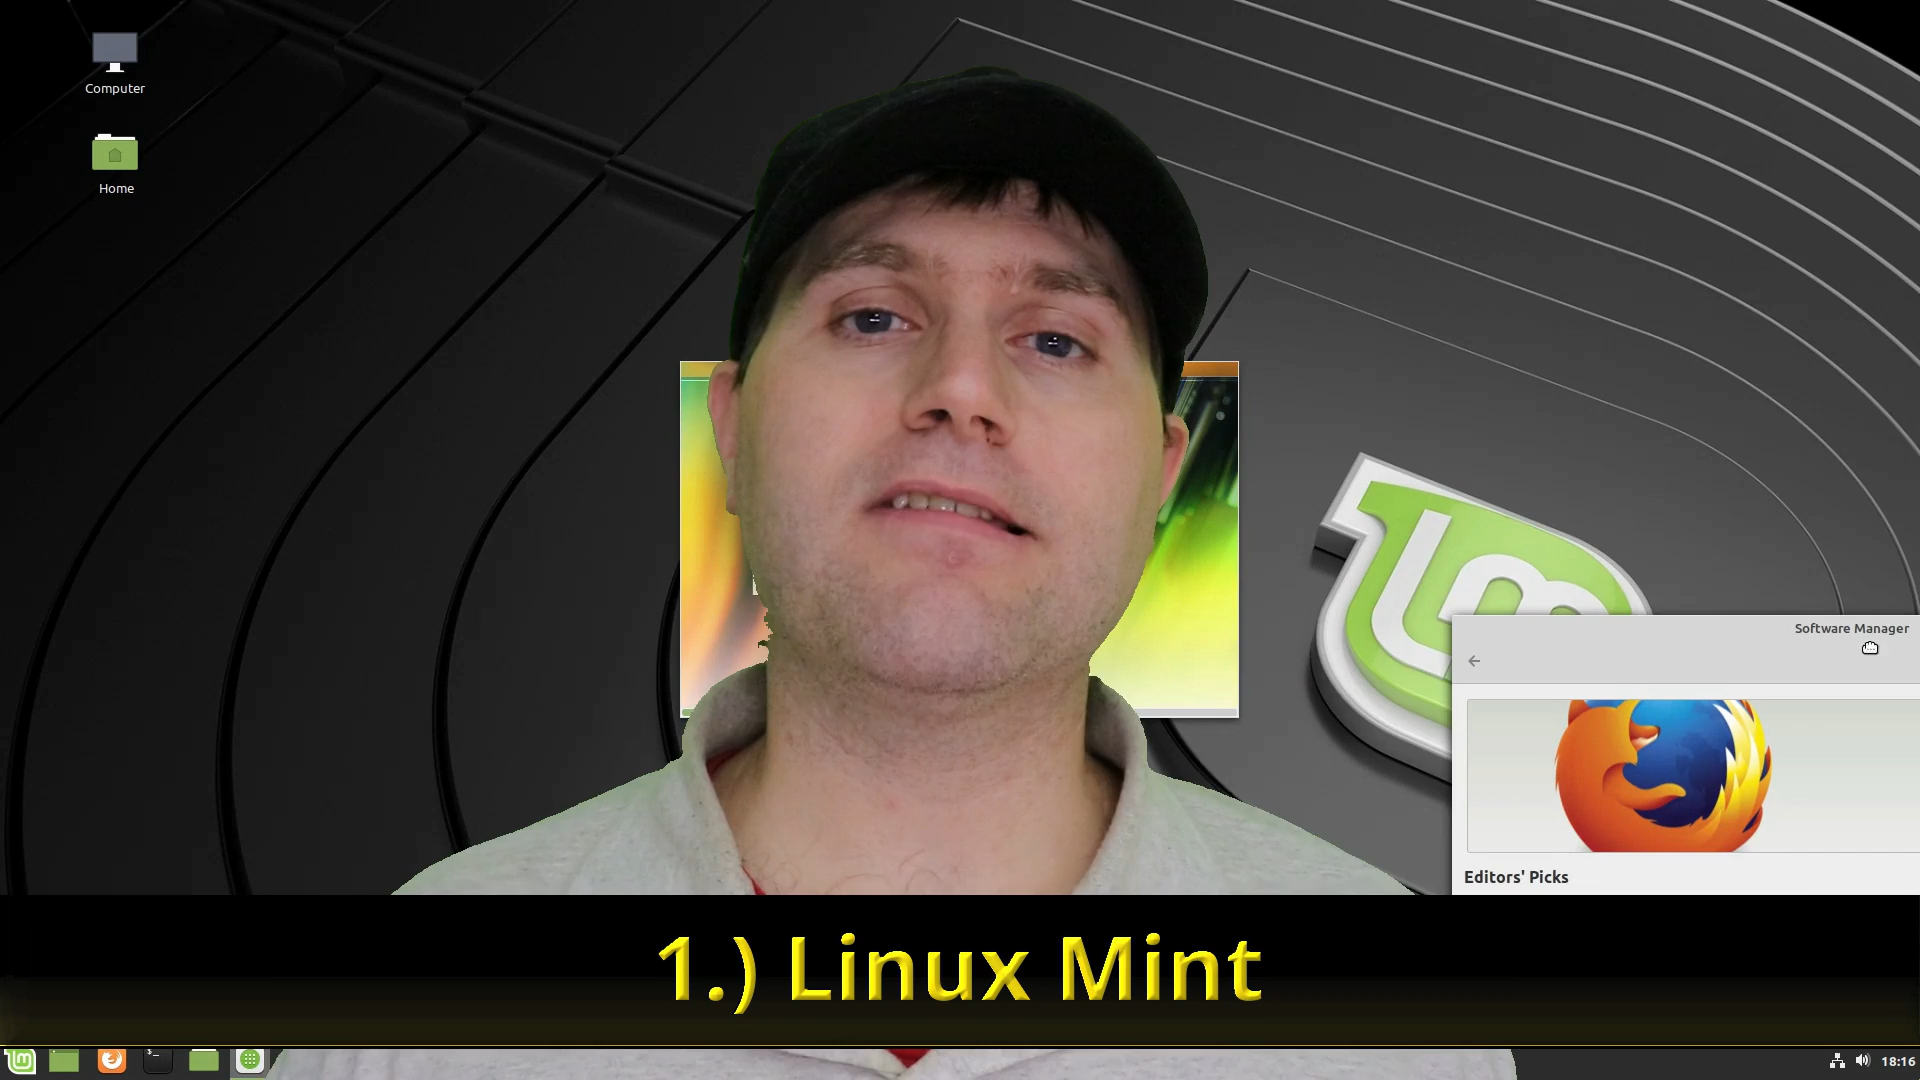 Computer
Home
Software Manager
Editors' Picks
1.) Linux Mint
18:16